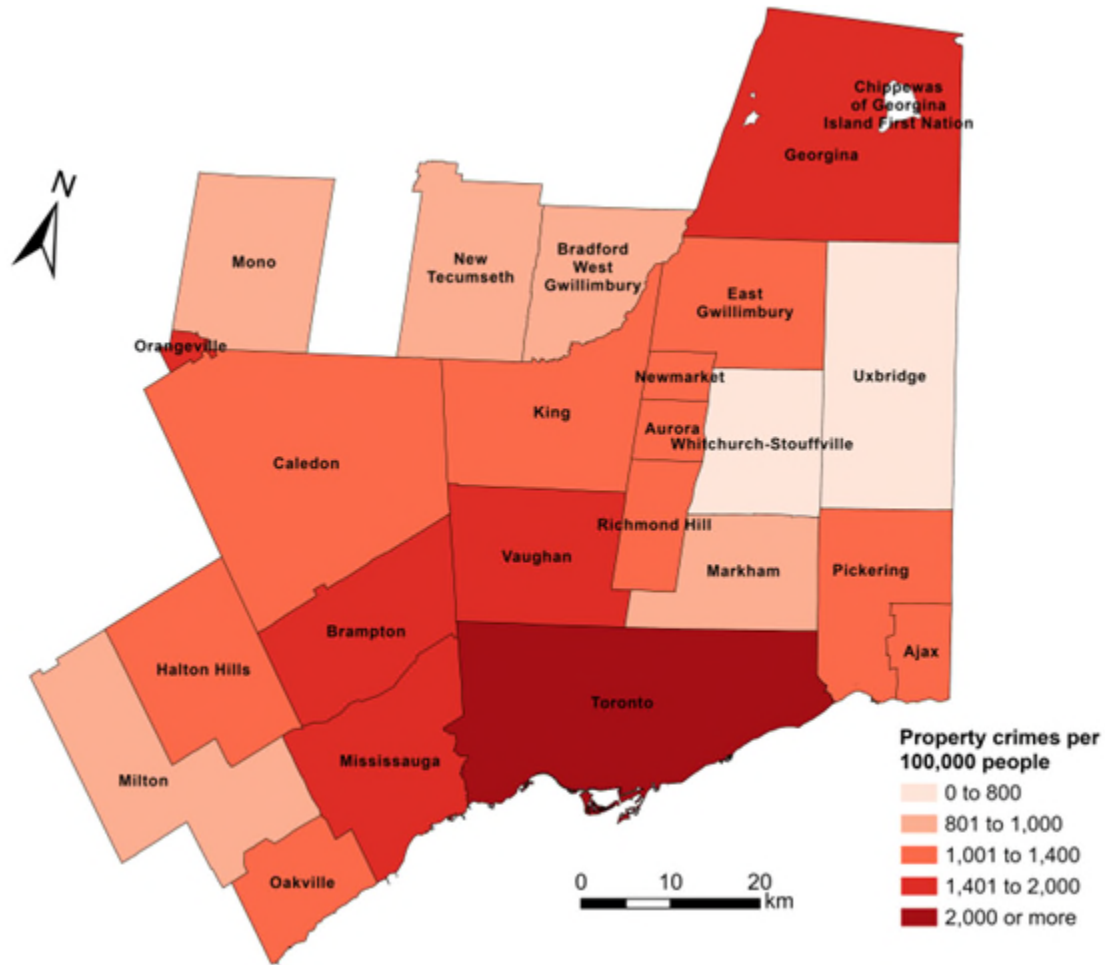 N
Chippewas
of Georgina
Island First Nation
Georgina
Mono
New
Tecumseth
Bradford
West
Gwillimbury
East
Gwillimbury
Orangeville
Newmarket
Uxbridge
King
Aurora
Whitchurch-Stouffville
Caledon
Richmond Hill
Vaughan
Markham
Pickering
Brampton
Ajax
Halton Hills
Toronto
Mississauga
Milton
Oakville
Property crimes per
100,000 people
0 to 800
801 to 1,000
1,001 to 1,400
1,401 to 2,000
2,000 or more
0 10 20
km